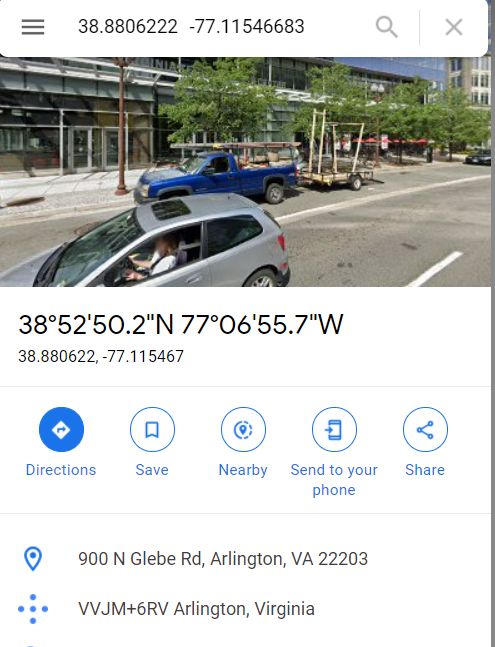 38.8806222 -77.11546683
38°52'50.2"N 77°06'55.7"W
38.880622, -77.115467
Directions
Save
Nearby
Send to your
phone
Share
900 N Glebe Rd, Arlington, VA 22203
VVJM+6RV Arlington, Virginia